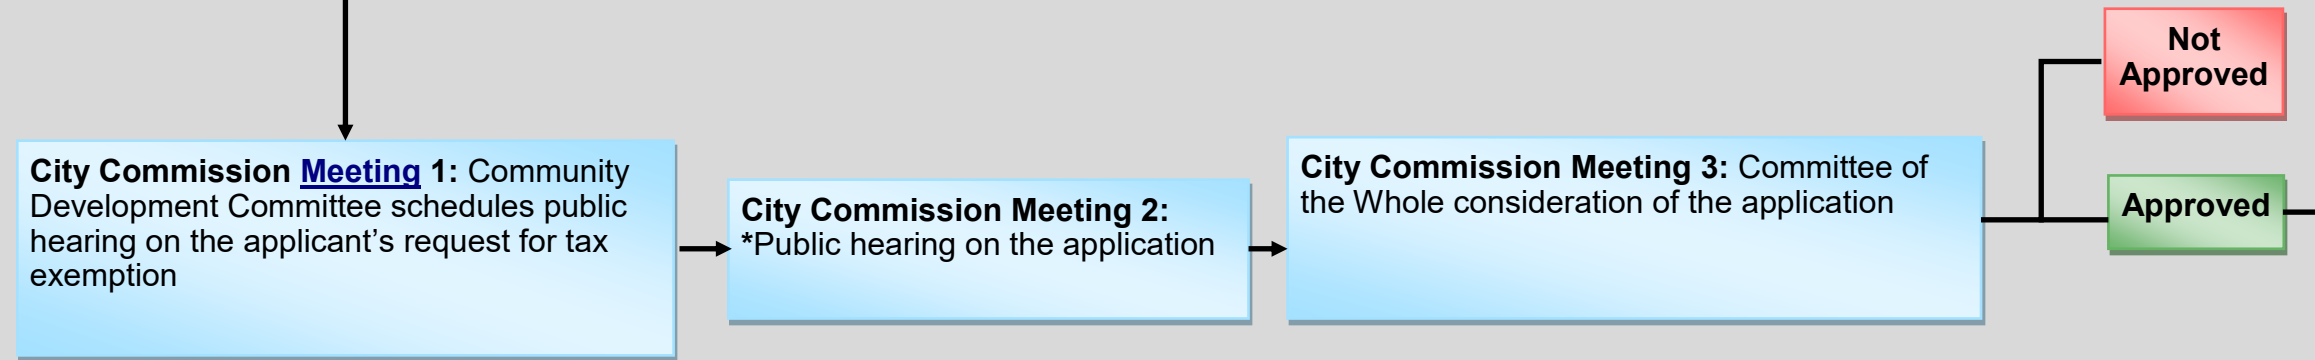 City Commission Meeting 1: Community
Development Committee schedules public
hearing on the applicant’s request for tax
exemption
City Commission Meeting 2:
*Public hearing on the application
City Commission Meeting 3: Committee of
the Whole consideration of the application
Not
Approved
Approved